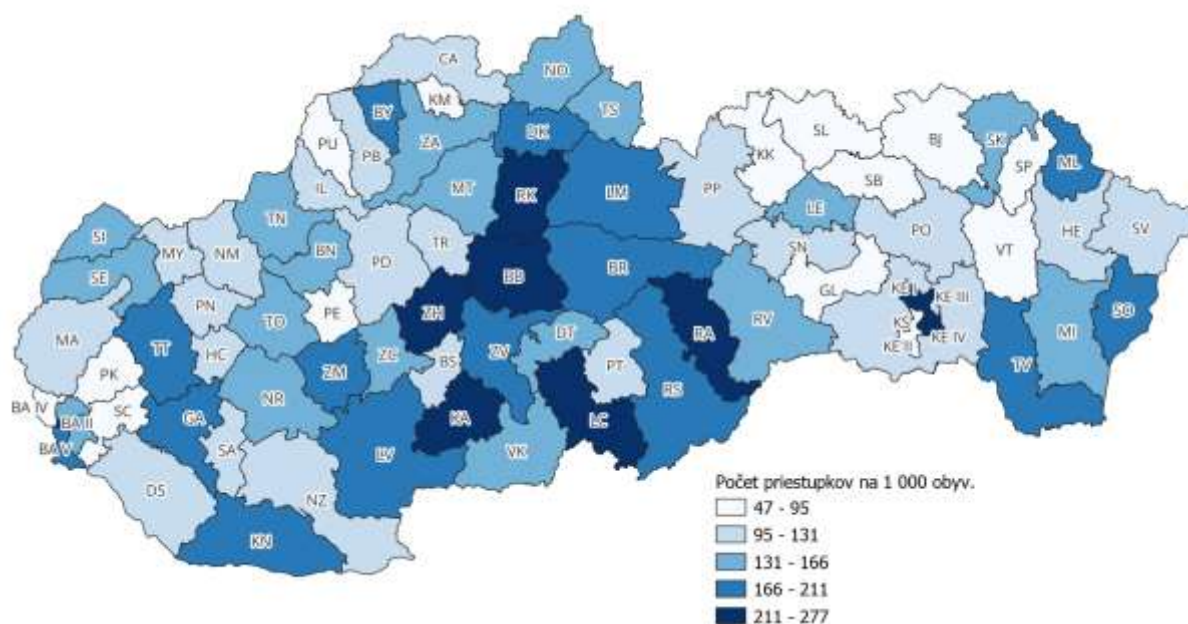 CA
NO
TS
BY
KM
DK
PU
PB
ZA
IL
MT
RK
LM
PP
KK
SL
BJ
SK
SP
ML
SB
LE
PO
HE
SV
SN
VT
GL
TN
SI
MY
NM
BN
PD
TR
SE
BB
BR
PN
TO
PE
ZH
RA
RV
KE I
KE III
KS
KE II
KE IV
MI
SO
TV
MA
TT
HC
ZM
ZC
BS
ZV
DT
PT
RS
PK
BA IV
BA II
BA V
SC
GA
NR
KA
LC
SA
LV
VK
DS
NZ
KN
Počet priestupkov na 1 000 obyv.
47 - 95
95 - 131
131 - 166
166 - 211
211 - 277